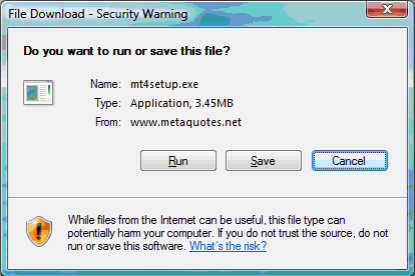 File Download - Security Warning
Do you want to run or save this file?
Name: mt4setup.exe
Type: Application, 3.45MB
From: www.metaquotes.net
Run Save Cancel
While files from the Internet can be useful, this file type can
potentially harm your computer. If you do not trust the source, do not
run or save this software. What's the risk?